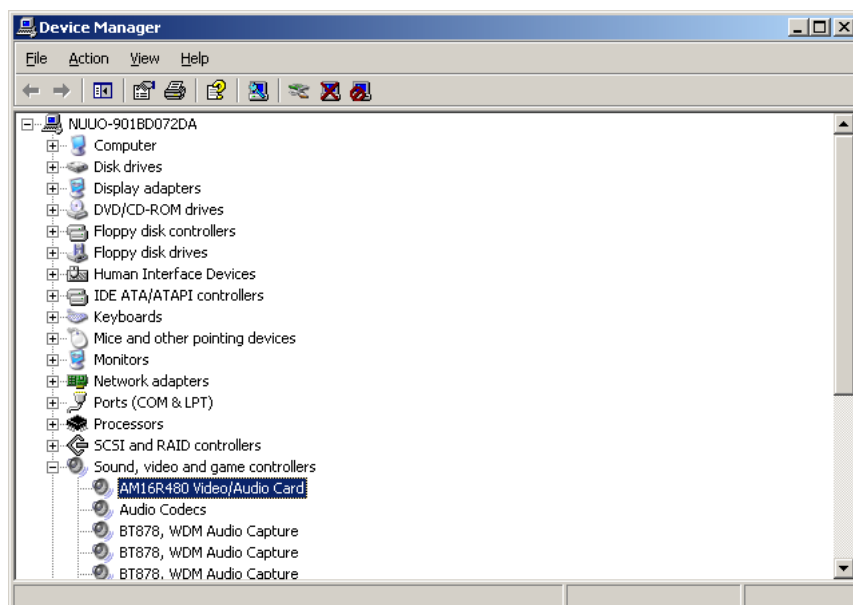 Device Manager
File Action View Help
NUUO-901BD072DA
Computer
Disk drives
Display adapters
DVD/CD-ROM drives
Floppy disk controllers
Floppy disk drives
Human Interface Devices
IDE ATA/ATAPI controllers
Keyboards
Mice and other pointing devices
Monitors
Network adapters
Ports (COM & LPT)
Processors
SCSI and RAID controllers
Sound, video and game controllers
AM16R480 Video/Audio Card
Audio Codecs
BT878, WDM Audio Capture
BT878, WDM Audio Capture
BT878, WDM Audio Capture